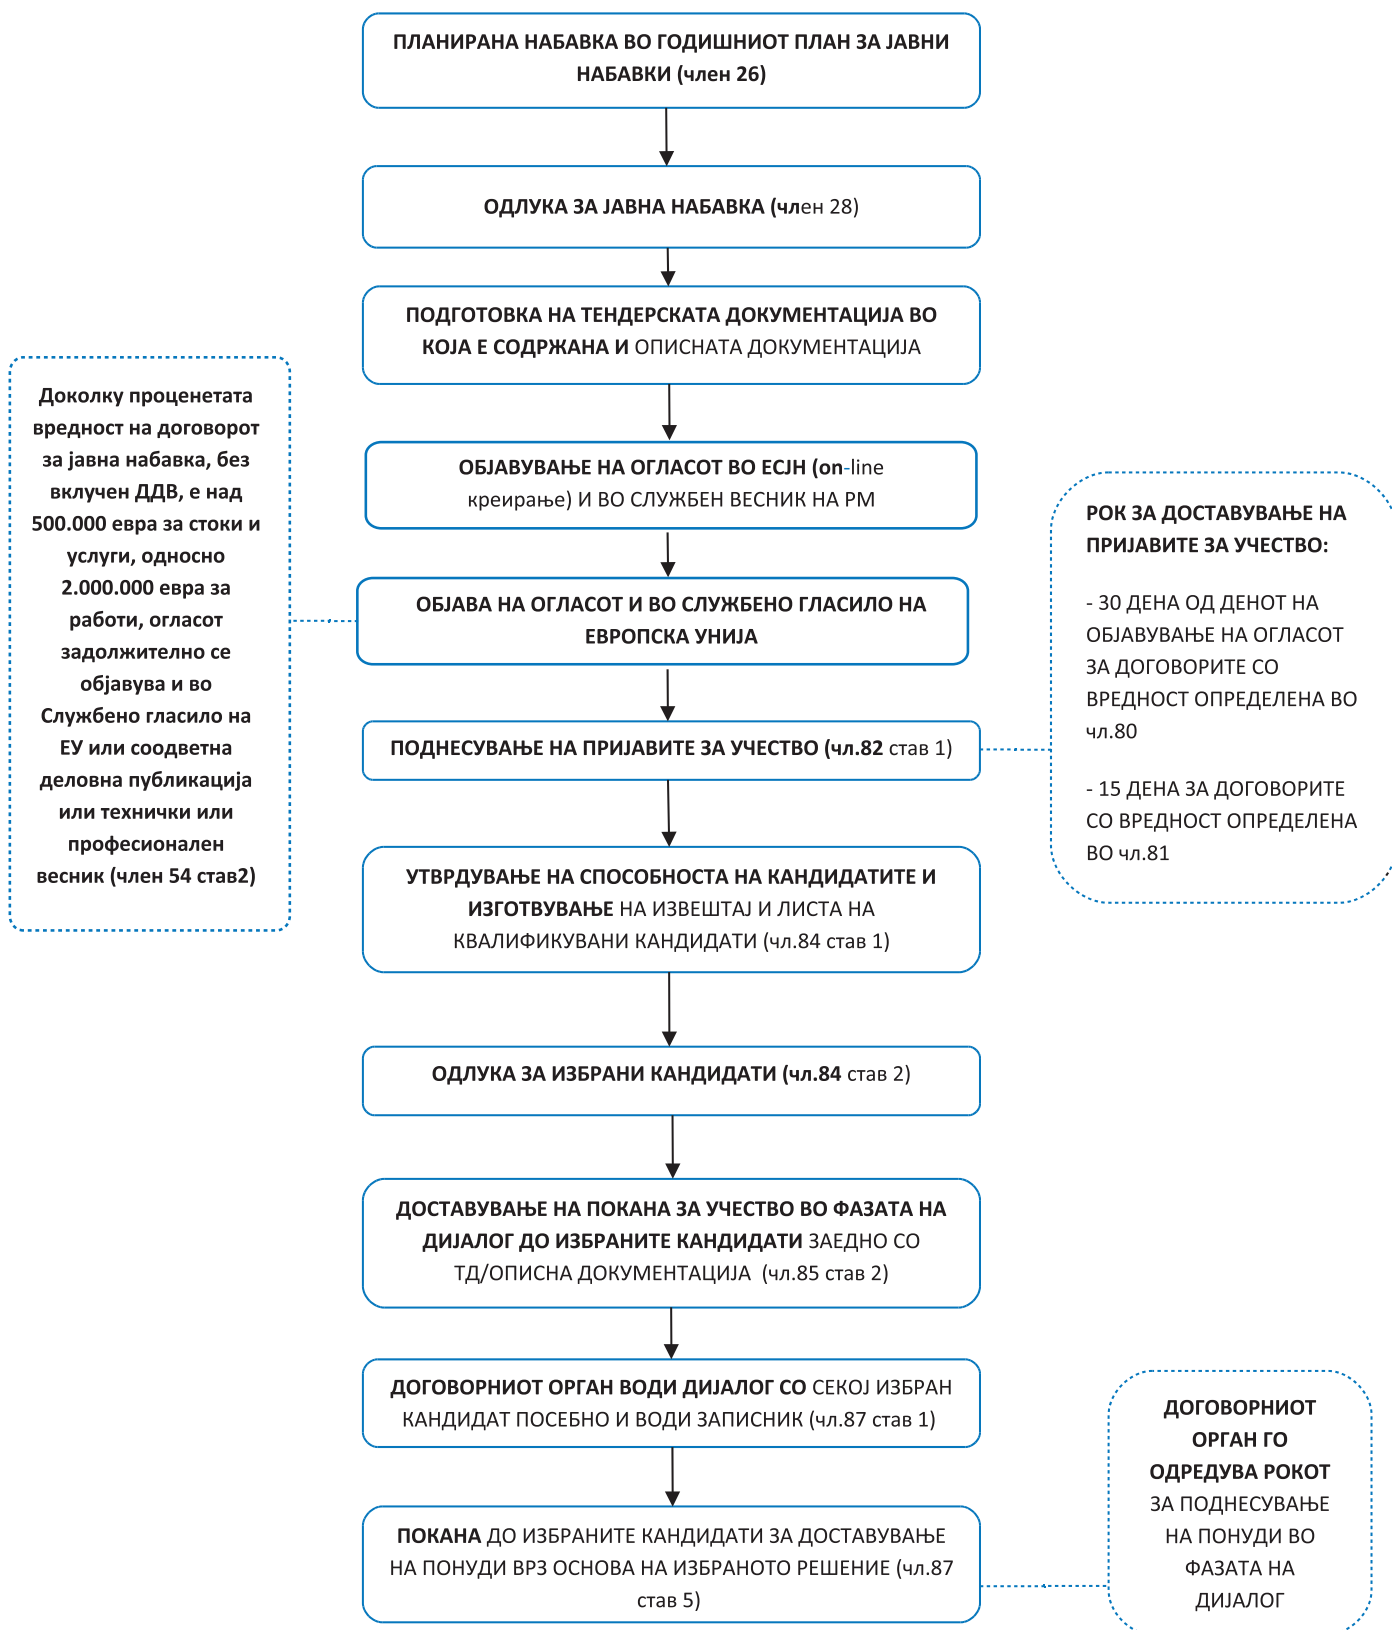 ПЛАНИРАНА НАБАВКА ВО ГОДИШНИОТ ПЛАН ЗА ЈАВНИ
НАБАВКИ (член 26)
ОДЛУКА ЗА ЈАВНА НАБАВКА (член 28)
ПОДГОТОВКА НА ТЕНДЕРСКАТА ДОКУМЕНТАЦИЈА ВО
КОЈА Е СОДРЖАНА И ОПИСНАТА ДОКУМЕНТАЦИЈА
Доколку проценетата
вредност на договорот
за јавна набавка, без
вклучен ДДВ, е над
500.000 евра за стоки и
услуги, односно
2.000.000 евра за
работи, огласот
задолжително се
објавува и во
Службено гласило на
ЕУ или соодветна
деловна публикација
или технички или
професионален
весник (член 54 став2)
ОБЈАВУВАЊЕ НА ОГЛАСОТ ВО ЕСЈН (on-line
креирање) И ВО СЛУЖБЕН ВЕСНИК НА РМ
ОБЈАВА НА ОГЛАСОТ И ВО СЛУЖБЕНО ГЛАСИЛО НА
ЕВРОПСКА УНИЈА
РОК ЗА ДОСТАВУВАЊЕ НА
ПРИЈАВИТЕ ЗА УЧЕСТВО:
- 30 ДЕНА ОД ДЕНОТ НА
ОБЈАВУВАЊЕ НА ОГЛАСОТ
ЗА ДОГОВОРИТЕ СО
ВРЕДНОСТ ОПРЕДЕЛЕНА ВО
чл.80
- 15 ДЕНА ЗА ДОГОВОРИТЕ
СО ВРЕДНОСТ ОПРЕДЕЛЕНА
ВО чл.81
ПОДНЕСУВАЊЕ НА ПРИЈАВИТЕ ЗА УЧЕСТВО (чл.82 став 1)
УТВРДУВАЊЕ НА СПОСОБНОСТА НА КАНДИДАТИТЕ И
ИЗГОТВУВАЊЕ НА ИЗВЕШТАЈ И ЛИСТА НА
КВАЛИФИКУВАНИ КАНДИДАТИ (чл.84 став 1)
ОДЛУКА ЗА ИЗБРАНИ КАНДИДАТИ (чл.84 став 2)
ДОСТАВУВАЊЕ НА ПОКАНА ЗА УЧЕСТВО ВО ФАЗАТА НА
ДИЈАЛОГ ДО ИЗБРАНИТЕ КАНДИДАТИ ЗАЕДНО СО
ТД/ОПИСНА ДОКУМЕНТАЦИЈА (чл.85 став 2)
ДОГОВОРНИОТ ОРГАН ВОДИ ДИЈАЛОГ СО СЕКОЈ ИЗБРАН
КАНДИДАТ ПОСЕБНО И ВОДИ ЗАПИСНИК (чл.87 став 1)
ПОКАНА ДО ИЗБРАНИТЕ КАНДИДАТИ ЗА ДОСТАВУВАЊЕ
НА ПОНУДИ ВРЗ ОСНОВА НА ИЗБРАНОТО РЕШЕНИЕ (чл.87
став 5)
ДОГОВОРНИОТ
ОРГАН ГО
ОДРЕДУВА РОКОТ
ЗА ПОДНЕСУВАЊЕ
НА ПОНУДИ ВО
ФАЗАТА НА
ДИЈАЛОГ